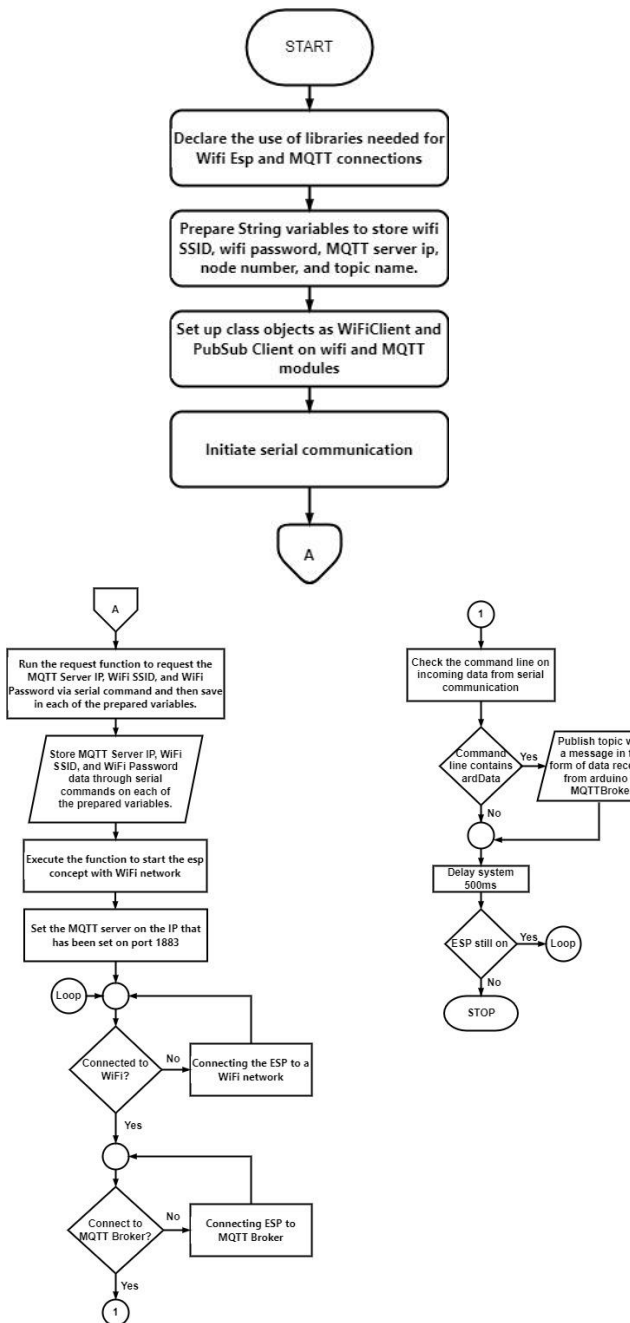 START
Declare the use of libraries needed for
Wifi Esp and MQTT connections
Prepare String variables to store wifi
SSID, wifi password, MQTT server ip,
node number, and topic name.
Set up class objects as WiFiClient and
PubSub Client on wifi and MQTT
modules
Initiate serial communication
A
A
Run the request function to request the
MQTT Server IP, WiFi SSID, and WiFi
Password via serial command and then save
in each of the prepared variables.
Store MQTT Server IP, WiFi
SSID, and WiFi Password
data through serial
commands on each of
the prepared variables.
Execute the function to start the esp
concept with WiFi network
Set the MQTT server on the IP that
has been set on port 1883
Loop
Connected to
WiFi?
No
Connecting the ESP to a
WiFi network
Yes
Connect to
MQTT Broker?
No
Connecting ESP to
MQTT Broker
Yes
1
1
Check the command line on
incoming data from serial
communication
Command
line contains
ardData
Yes
Publish topic
a message in
form of data
from arduino
No
Delay system
500ms
ESP still on
Yes
Loop
No
STOP